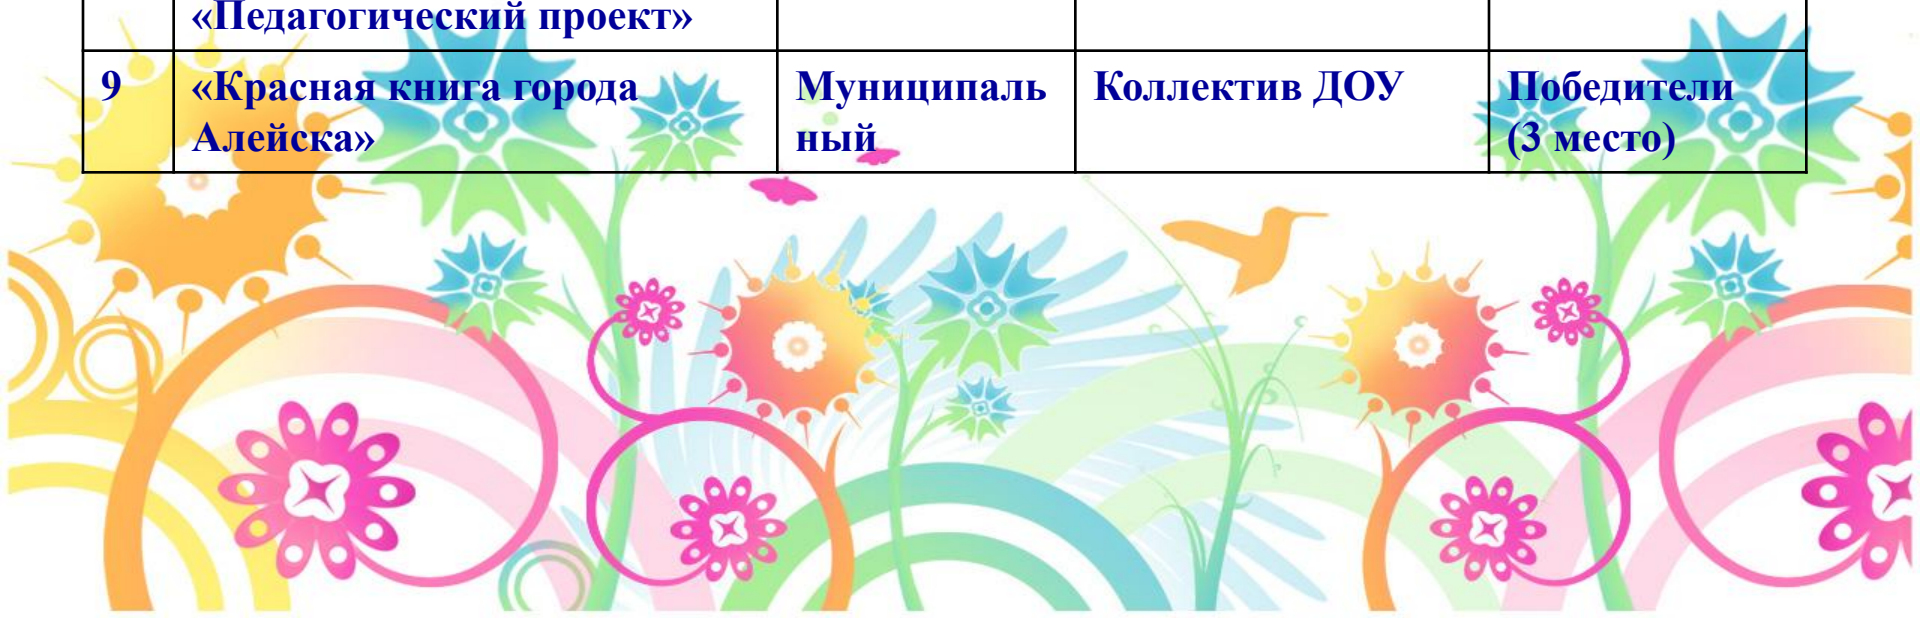 «Педагогический проект»
9 «Красная книга города Муниципаль Коллектив ДОУ Победители
Алейска» ный (3 место)